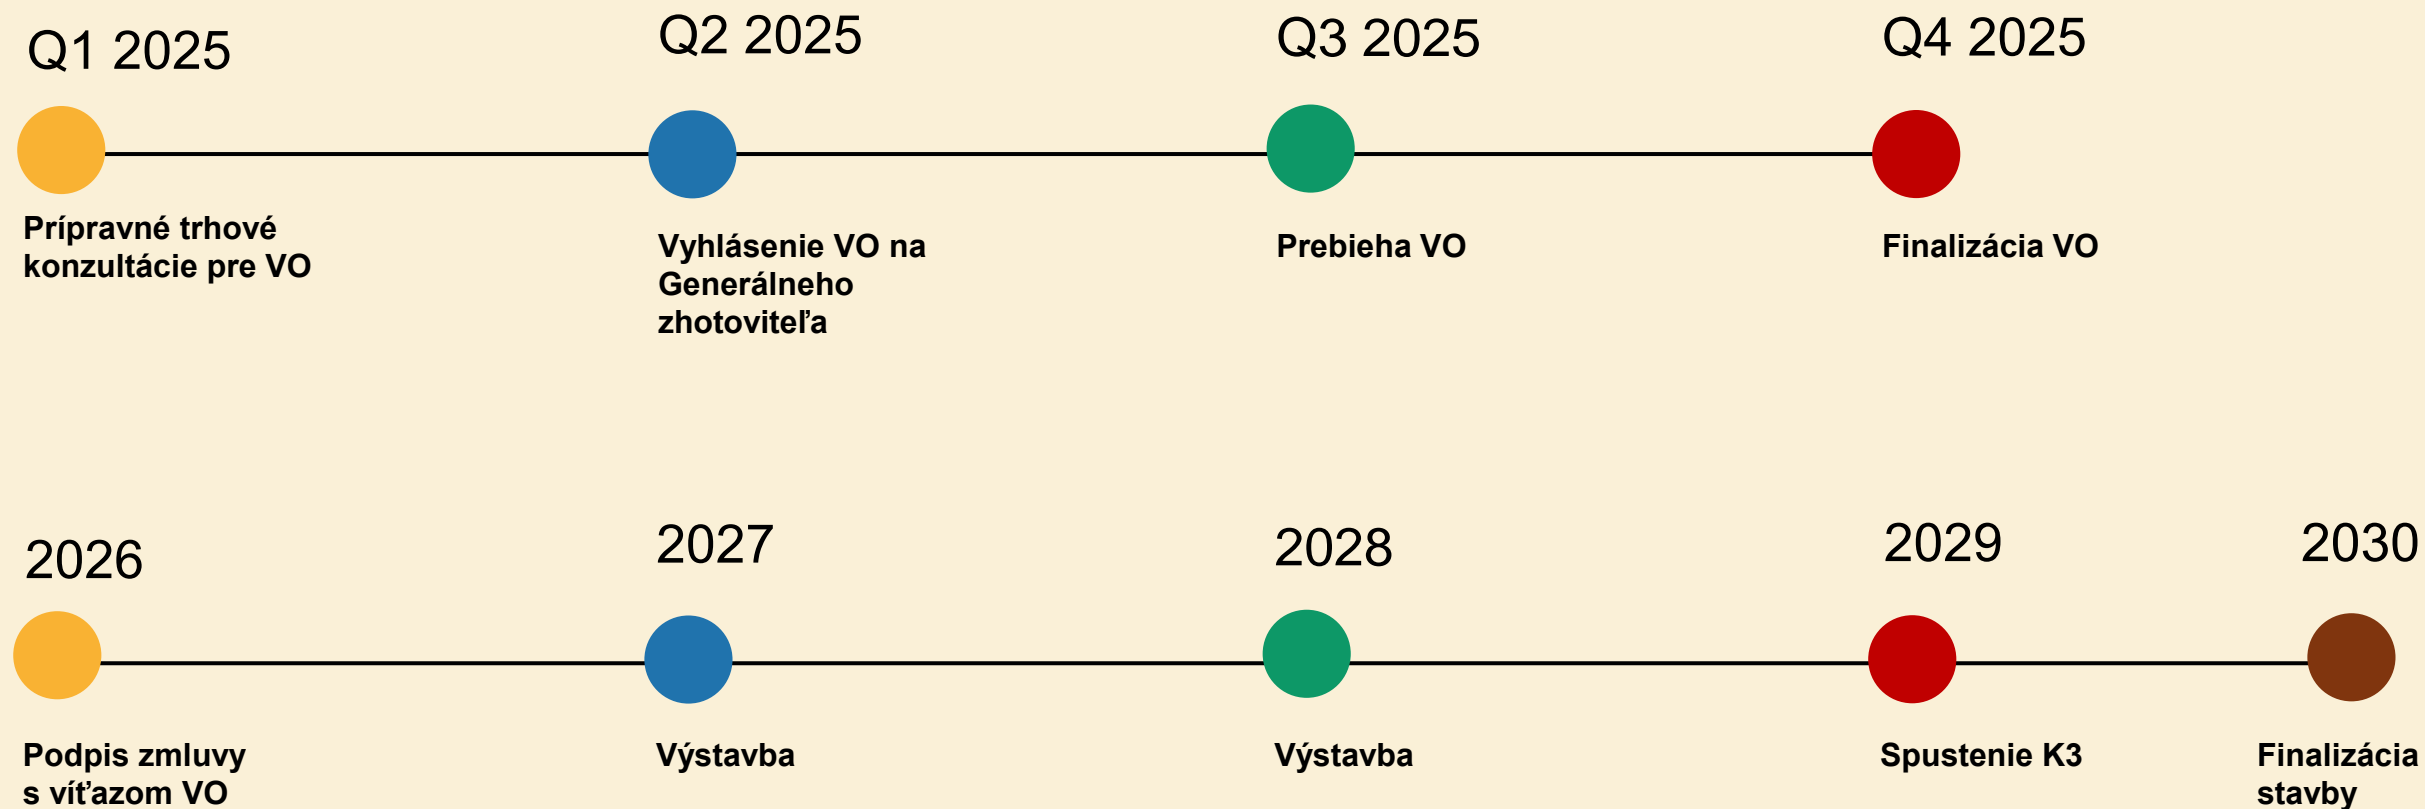 Q1 2025
Q2 2025
Q3 2025
Q4 2025
Prípravné trhové
konzultácie pre VO
Vyhlásenie VO na
Generálneho
zhotoviteľa
Prebieha VO
Finalizácia VO
2026
2027
2028
2029
2030
Podpis zmluvy
s víťazom VO
Výstavba
Výstavba
Spustenie K3
Finalizácia
stavby